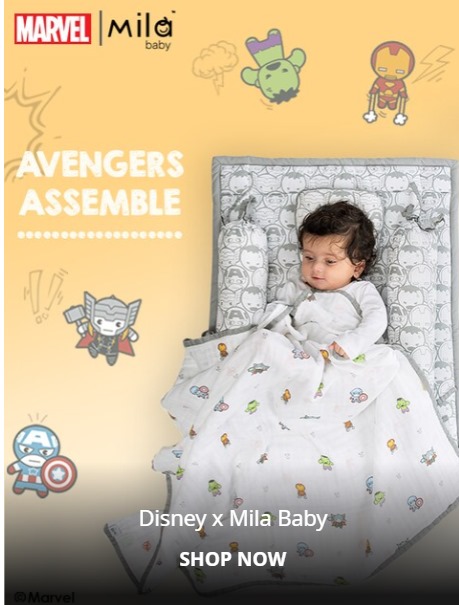 MARVEL | Mila
baby
AVENGERS
ASSEMBLE
Disney x Mila Baby
SHOP NOW
©Marvel